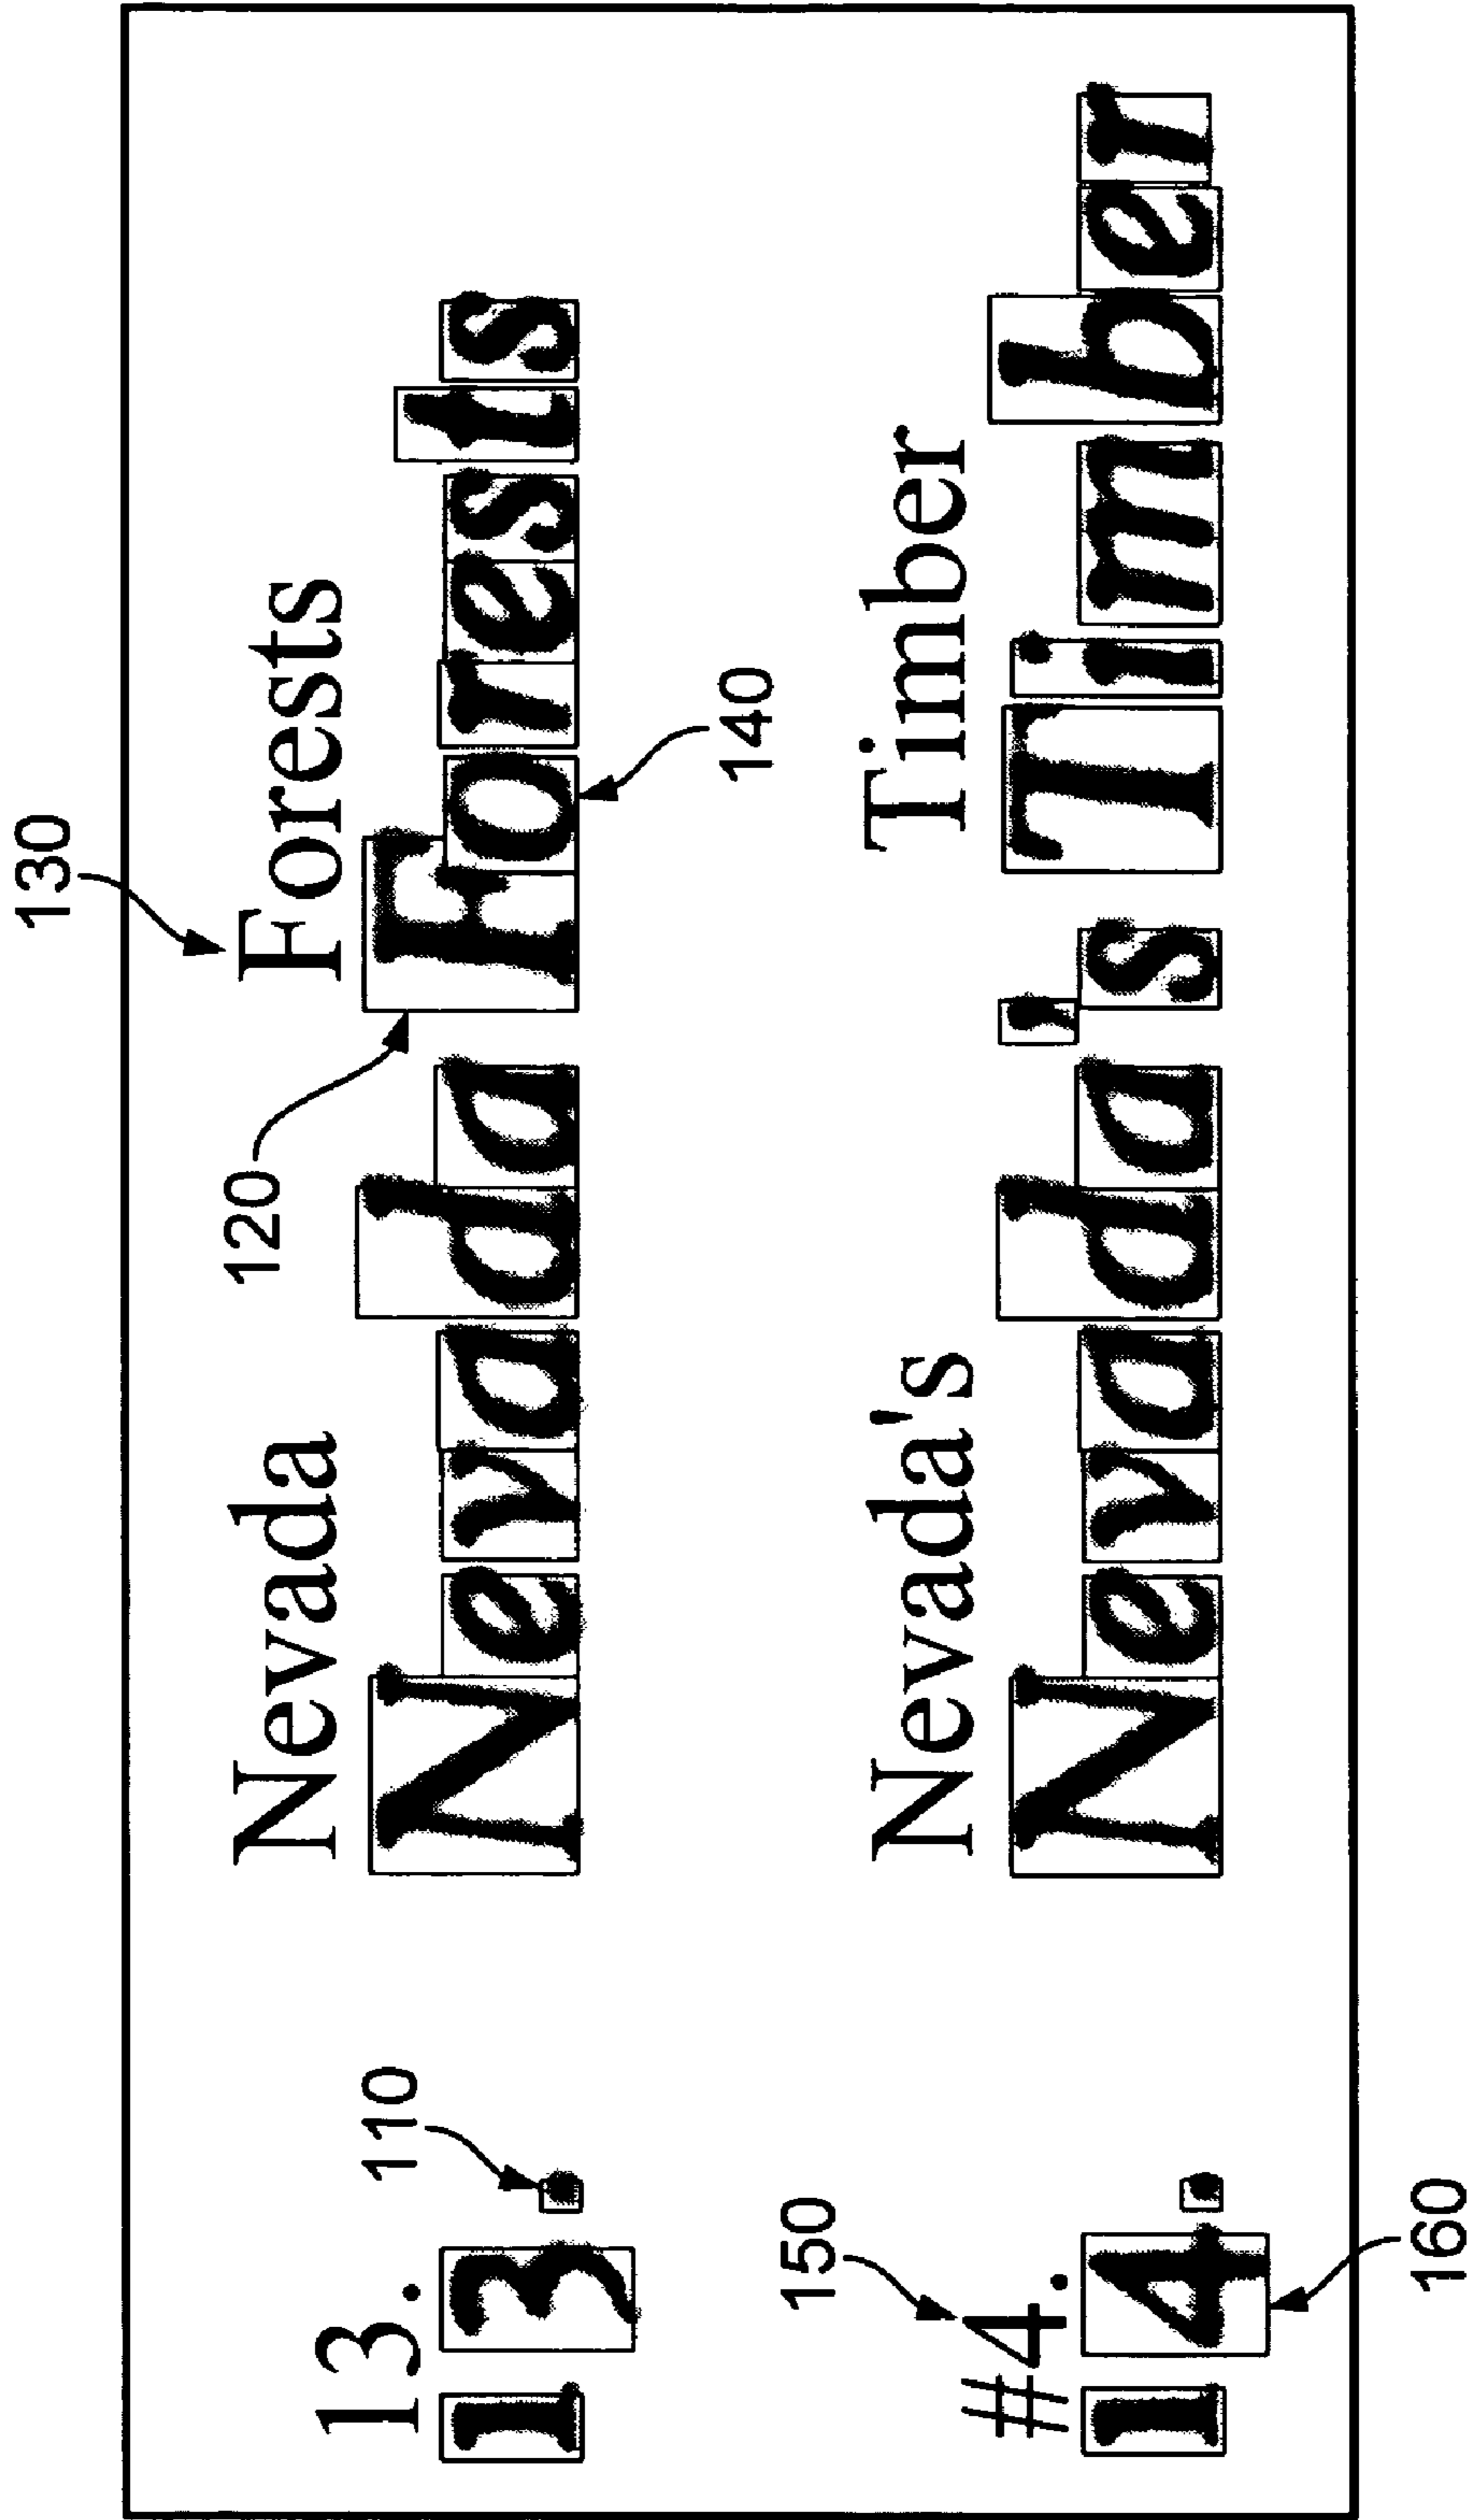 130
13. Nevada Forests
120
110
13. Nevada Forests
140
150
#4. Nevada's Timber
14. Nevada's Timber
160